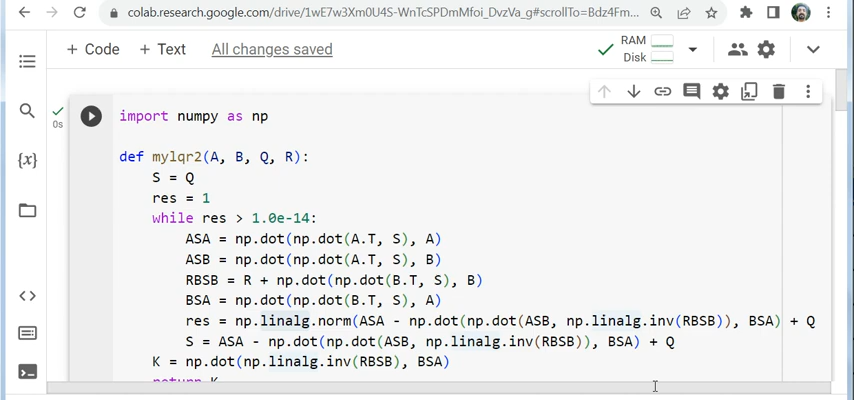 colab.research.google.com/drive/1wE7w3Xm0U4S-WnTcSPDmMfoi_DvzVa_g#scrollTo=Bdz4Fm...
+ Code + Text All changes saved
RAM
Disk
0s
{x}
import numpy as np
def mylqr2(A, B, Q, R):
S = Q
res = 1
while res > 1.0e-14:
ASA = np.dot(np.dot(A.T, S), A)
ASB = np.dot(np.dot(A.T, S), B)
RBSB = R + np.dot(np.dot(B.T, S), B)
BSA = np.dot(np.dot(B.T, S), A)
res = np.linalg.norm(ASA - np.dot(np.dot(ASB, np.linalg.inv(RBSB)), BSA) + Q
S = ASA - np.dot(np.dot(ASB, np.linalg.inv(RBSB)), BSA) + Q
K = np.dot(np.linalg.inv(RBSB), BSA)
return K